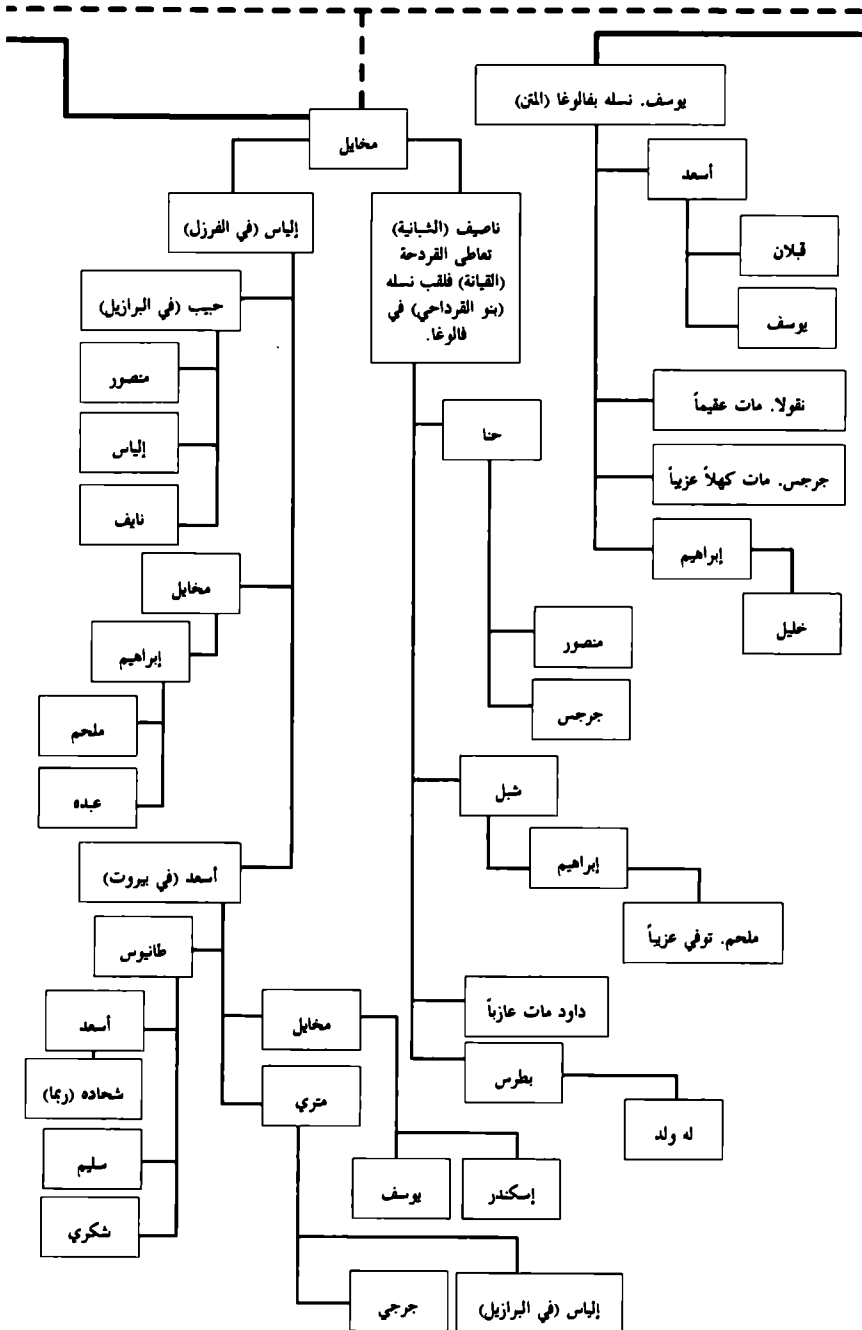 يوسف. نسله بفالوغا (المتن)
أسعد
قبلان
يوسف
نقولا. مات عقيماً
جرجس. مات كهلاً عزيباً
إبراهيم
خليل
مخايل
ناصيف (الشبانية)
تعاطى القردحة
(القيانة) فلقب نسله
(بنو القرداحي) في
فالوغا.
حنا
منصور
جرجس
شبل
إبراهيم
ملحم. توفي عزيباً
داود مات عازباً
بطرس
له ولد
إلياس (في الفرزل)
حبيب (في البرازيل)
منصور
إلياس
نايف
مخايل
إبراهيم
ملحم
عبده
أسعد (في بيروت)
طانيوس
أسعد
شحاده (ربما)
سليم
شكري
مخايل
إسكندر
يوسف
متري
إلياس (في البرازيل)
جرجي